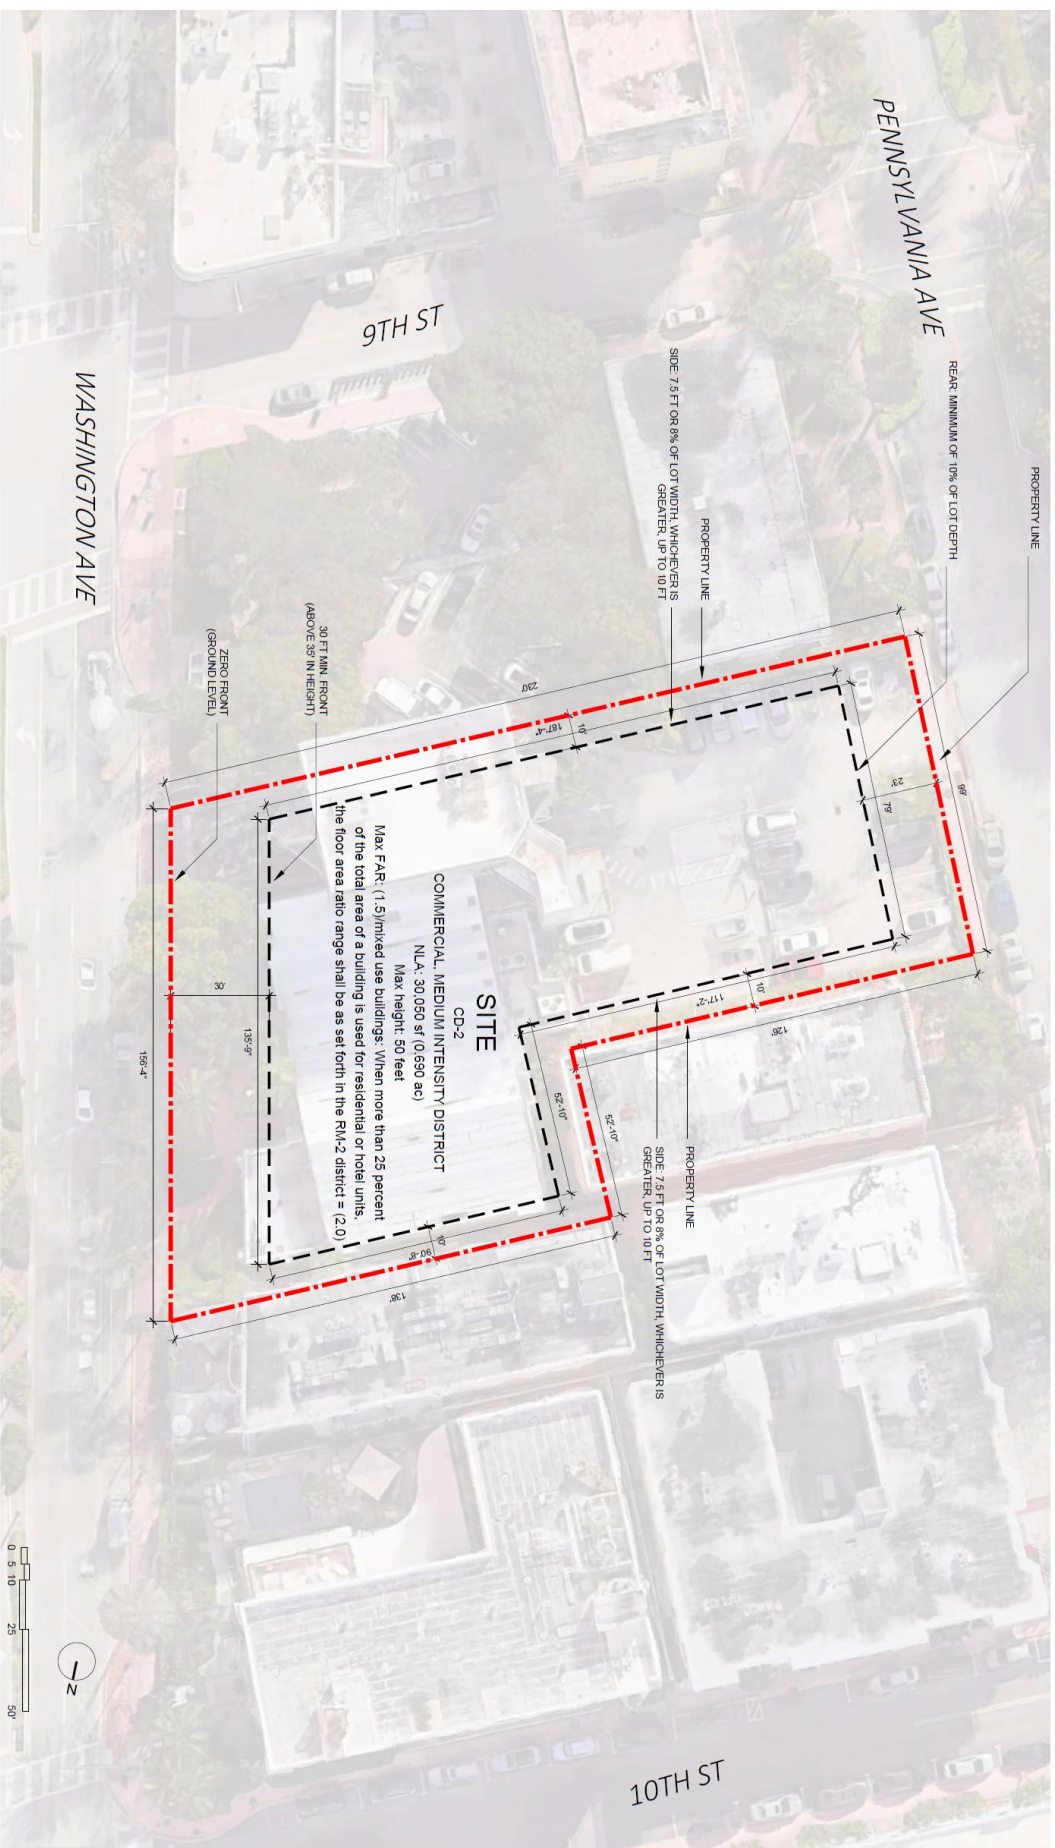 PENNSYLVANIA AVE
9TH ST
WASHINGTON AVE
10TH ST
PROPERTY LINE
REAR: MINIMUM OF 10% OF LOT DEPTH
PROPERTY LINE
SIDE: 7.5 FT OR 8% OF LOT WIDTH, WHICHEVER IS
GREATER, UP TO 10 FT
30 FT MIN. FRONT
(ABOVE 35' IN HEIGHT)
ZERO FRONT
(GROUND LEVEL)
99'
23'
79'
230'
187'-4"
10'
10'
117'-2"
126'
52'-10"
52'-10"
SITE
COMMERCIAL, MEDIUM INTENSITY DISTRICT
CD-2
NLA: 30,050 sf (0.690 ac)
Max height: 50 feet
Max FAR: (1.5)/mixed use buildings: When more than 25 percent
of the total area of a building is used for residential or hotel units,
the floor area ratio range shall be as set forth in the RM-2 district = (2.0)
PROPERTY LINE
SIDE: 7.5 FT OR 8% OF LOT WIDTH, WHICHEVER IS
GREATER, UP TO 10 FT
10'
90'-8"
138'
30'
135'-9"
156'-4"
0 5 10 25 50'
N